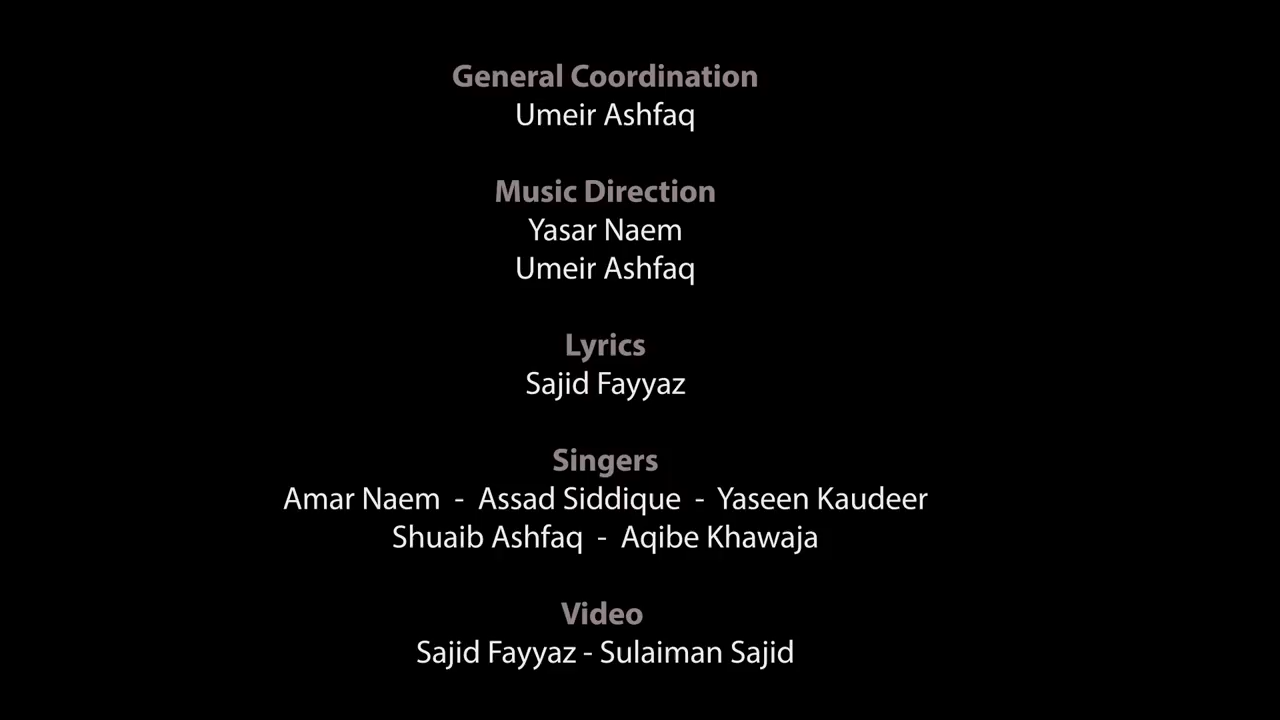 General Coordination
Umeir Ashfaq
Music Direction
Yasar Naem
Umeir Ashfaq
Lyrics
Sajid Fayyaz
Singers
Amar Naem - Assad Siddique - Yaseen Kaudeer
Shuaib Ashfaq - Aqibe Khawaja
Video
Sajid Fayyaz - Sulaiman Sajid